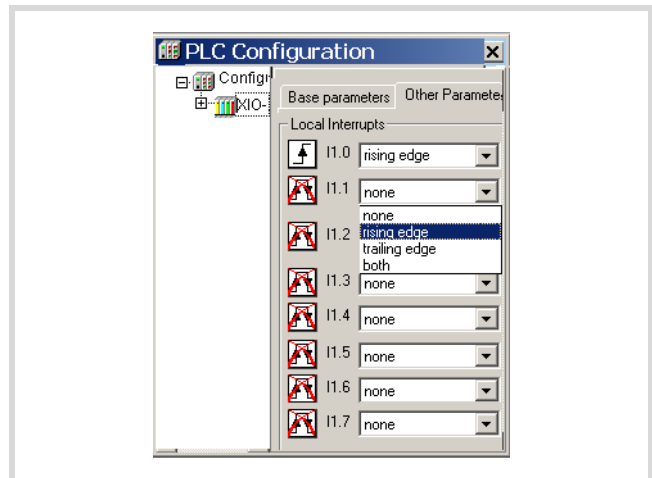 PLC Configuration
Configu
XIO-
Base parameters Other Paramete
Local Interrupts
I1.0 rising edge
I1.1 none
none
rising edge
trailing edge
both
I1.2
I1.3 none
I1.4 none
I1.5 none
I1.6 none
I1.7 none